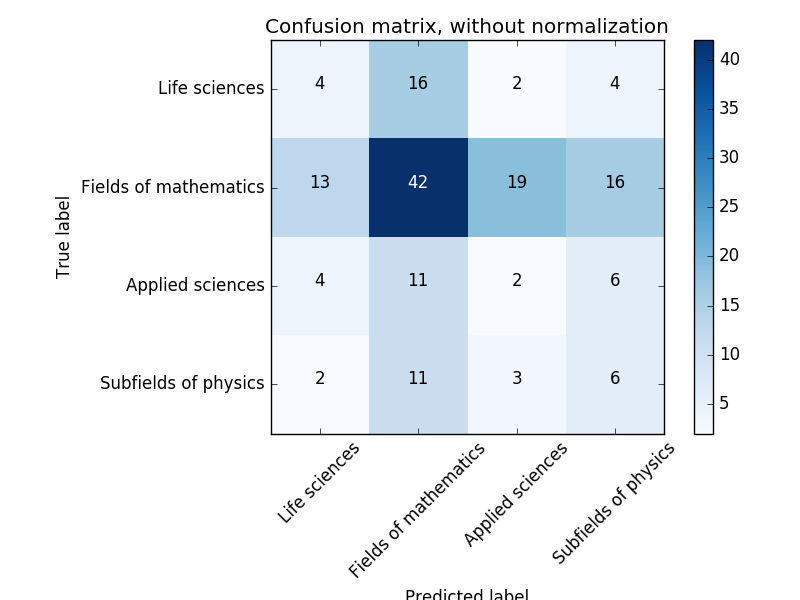 Confusion matrix, without normalization
Life sciences 4 16 2 4
Fields of mathematics 13 42 19 16
Applied sciences 4 11 2 6
Subfields of physics 2 11 3 6
True label
Life sciences
Fields of mathematics
Applied sciences
Subfields of physics
Predicted label
40
35
30
25
20
15
10
5